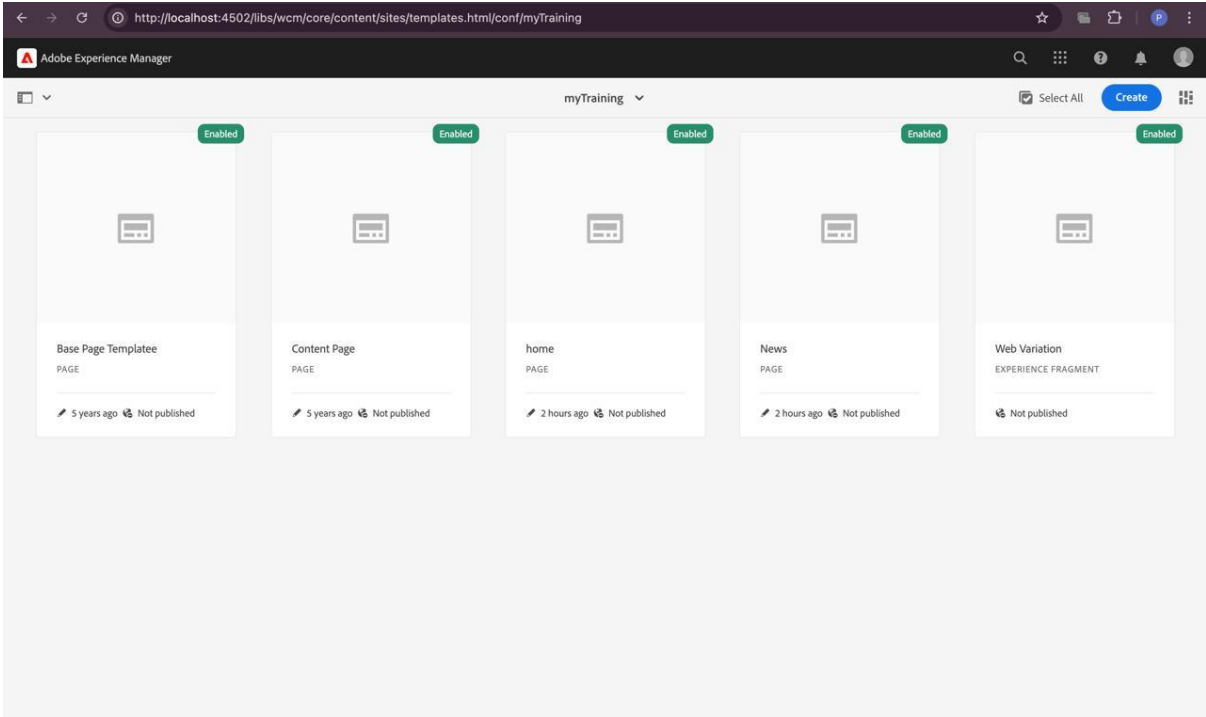 http://localhost:4502/libs/wcm/core/content/sites/templates.html/conf/myTraining
P
Adobe Experience Manager
myTraining
Select All
Create
Enabled
Enabled
Enabled
Enabled
Enabled
Base Page Templatee
PAGE
5 years ago Not published
Content Page
PAGE
5 years ago Not published
home
PAGE
2 hours ago Not published
News
PAGE
2 hours ago Not published
Web Variation
EXPERIENCE FRAGMENT
Not published